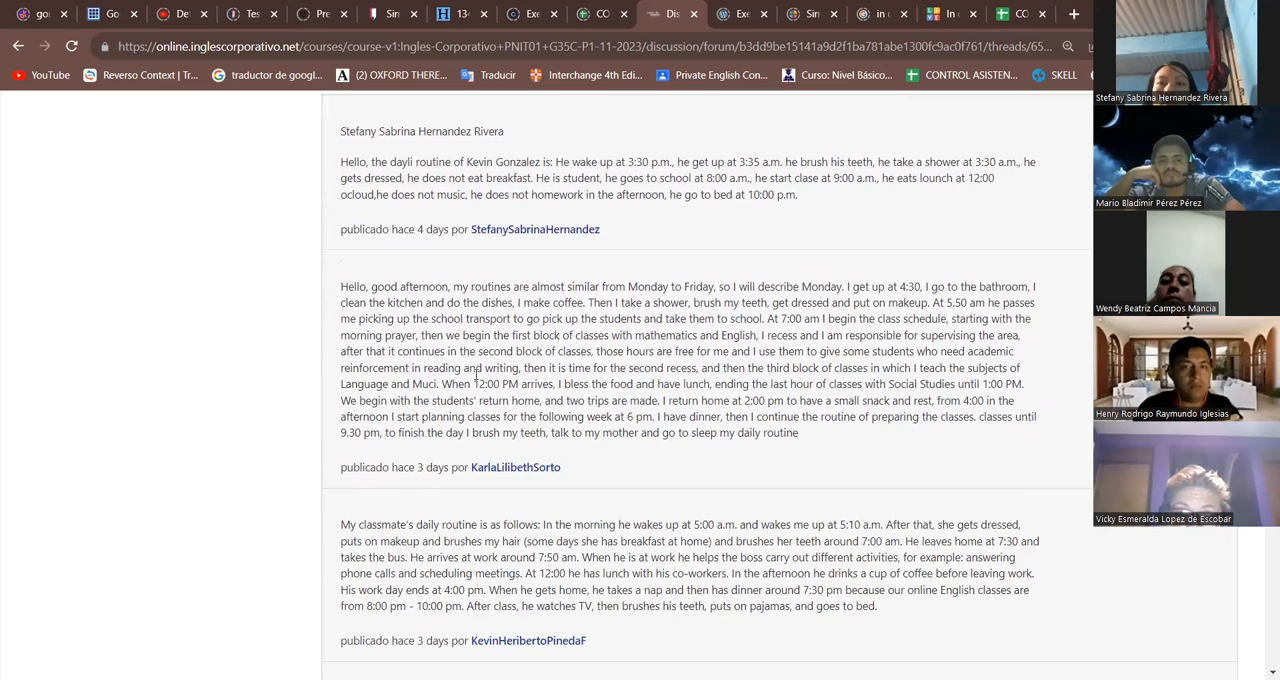 goi
Go
De
Tes
Pre
Sin
13
Exe
CO
Dis
Exe
Sin
in c
In c
CO
https://online.inglescorporativo.net/courses/course-v1:Ingles-Corporativo+PNIT01+G35C-P1-11-2023/discussion/forum/b3dd9be15141a9d2f1ba781abe1300fc9ac0f761/threads/65...
YouTube
Reverso Context | Tr...
traductor de googl...
(2) OXFORD THERE...
Traducir
Interchange 4th Edi...
Private English Con...
Curso: Nivel Básico...
CONTROL ASISTEN...
SKELL
Stefany Sabrina Hernandez Rivera
Hello, the dayli routine of Kevin Gonzalez is: He wake up at 3:30 p.m., he get up at 3:35 a.m. he brush his teeth, he take a shower at 3:30 a.m., he
gets dressed, he does not eat breakfast. He is student, he goes to school at 8:00 a.m., he start clase at 9:00 a.m., he eats lounch at 12:00
ocloud,he does not music, he does not homework in the afternoon, he go to bed at 10:00 p.m.
publicado hace 4 days por StefanySabrinaHernandez
Hello, good afternoon, my routines are almost similar from Monday to Friday, so I will describe Monday. I get up at 4:30, I go to the bathroom, I
clean the kitchen and do the dishes, I make coffee. Then I take a shower, brush my teeth, get dressed and put on makeup. At 5.50 am he passes
me picking up the school transport to go pick up the students and take them to school. At 7:00 am I begin the class schedule, starting with the
morning prayer, then we begin the first block of classes with mathematics and English, I recess and I am responsible for supervising the area,
after that it continues in the second block of classes, those hours are free for me and I use them to give some students who need academic
reinforcement in reading and writing, then it is time for the second recess, and then the third block of classes in which I teach the subjects of
Language and Muci. When 12:00 PM arrives, I bless the food and have lunch, ending the last hour of classes with Social Studies until 1:00 PM.
We begin with the students' return home, and two trips are made. I return home at 2:00 pm to have a small snack and rest, from 4:00 in the
afternoon I start planning classes for the following week at 6 pm. I have dinner, then I continue the routine of preparing the classes. classes until
9.30 pm, to finish the day I brush my teeth, talk to my mother and go to sleep my daily routine
publicado hace 3 days por KarlaLilibethSorto
My classmate's daily routine is as follows: In the morning he wakes up at 5:00 a.m. and wakes me up at 5:10 a.m. After that, she gets dressed,
puts on makeup and brushes my hair (some days she has breakfast at home) and brushes her teeth around 7:00 am. He leaves home at 7:30 and
takes the bus. He arrives at work around 7:50 am. When he is at work he helps the boss carry out different activities, for example: answering
phone calls and scheduling meetings. At 12:00 he has lunch with his co-workers. In the afternoon he drinks a cup of coffee before leaving work.
His work day ends at 4:00 pm. When he gets home, he takes a nap and then has dinner around 7:30 pm because our online English classes are
from 8:00 pm - 10:00 pm. After class, he watches TV, then brushes his teeth, puts on pajamas, and goes to bed.
publicado hace 3 days por KevinHeribertoPinedaF
Stefany Sabrina Hernandez Rivera
Mario Bladimir Pérez Pérez
Wendy Beatriz Campos Mancia
Henry Rodrigo Raymundo Iglesias
Vicky Esmeralda Lopez de Escobar